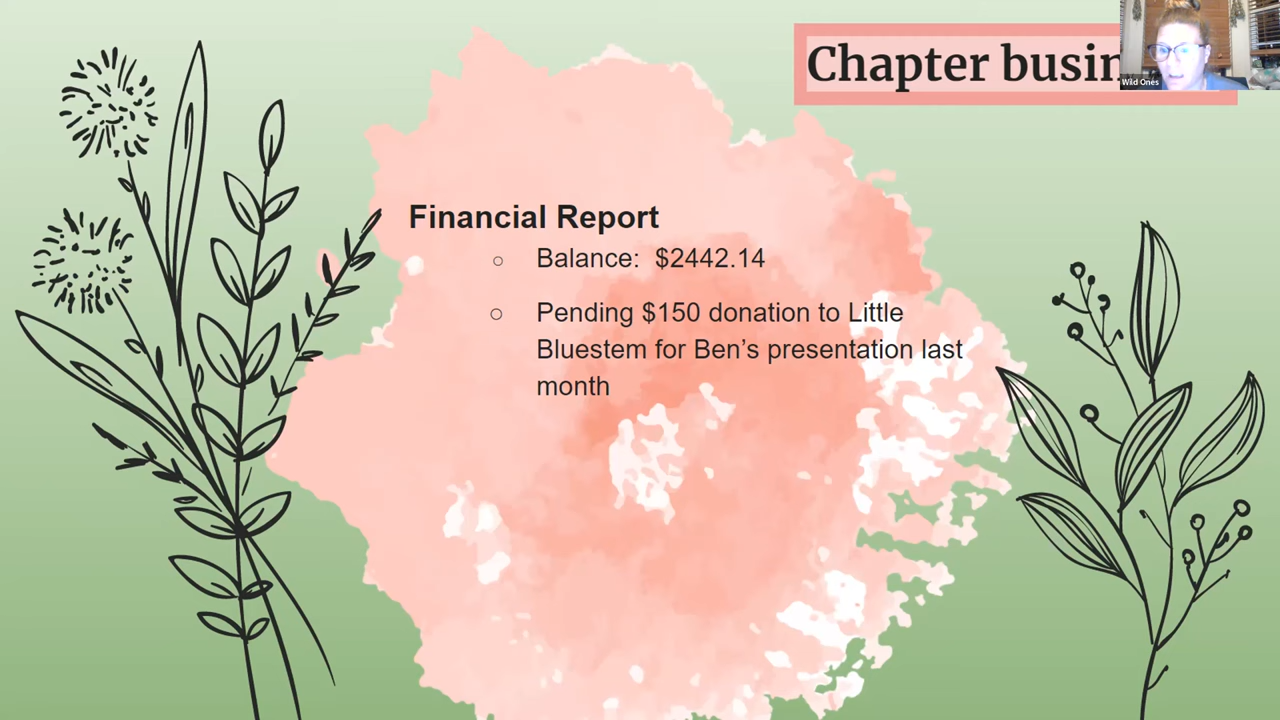 Chapter busin
Wild Ones
Financial Report
○ Balance: $2442.14
○ Pending $150 donation to Little
Bluestem for Ben's presentation last
month